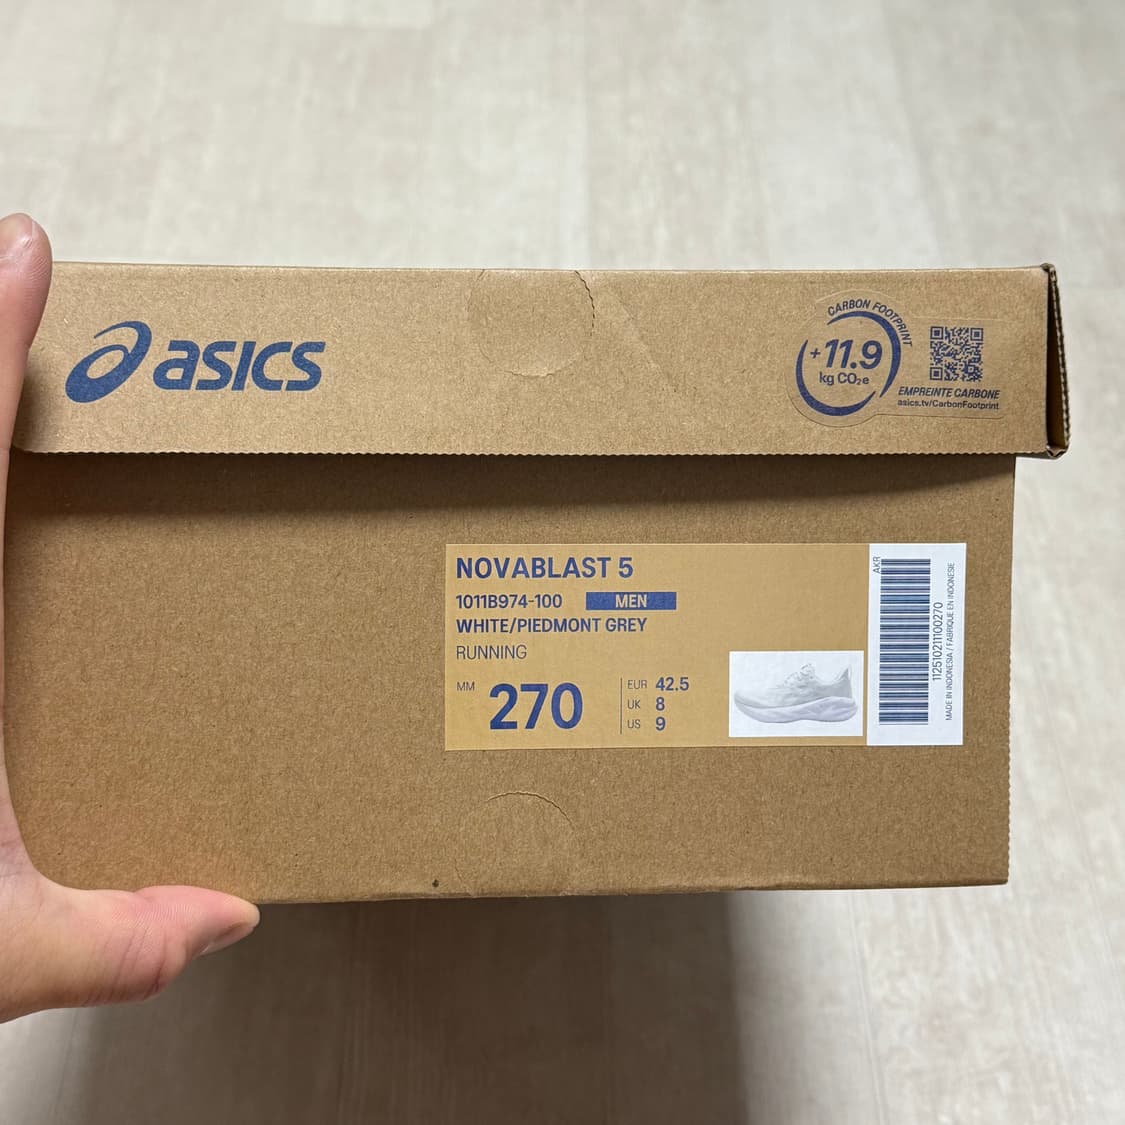 asics
CARBON FOOTPRINT
+11.9
kg CO₂e
EMPREINTE CARBONE
asics.tv/CarbonFootprint
NOVABLAST 5
1011B974-100 MEN
WHITE/PIEDMONT GREY
RUNNING
MM 270
EUR 42.5
UK 8
US 9
AKR
112510211100270
MADE IN INDONESIA / FABRIQUE EN INDONESIE